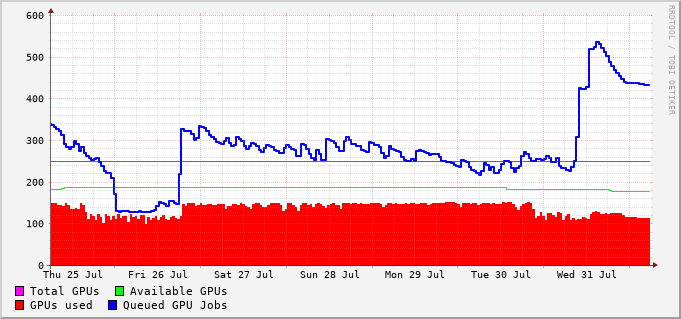 RRDTOOL / TOBI OETIKER
600
500
400
300
200
100
0
Thu 25 Jul Fri 26 Jul Sat 27 Jul Sun 28 Jul Mon 29 Jul Tue 30 Jul Wed 31 Jul
Total GPUs Available GPUs
GPUs used Queued GPU Jobs